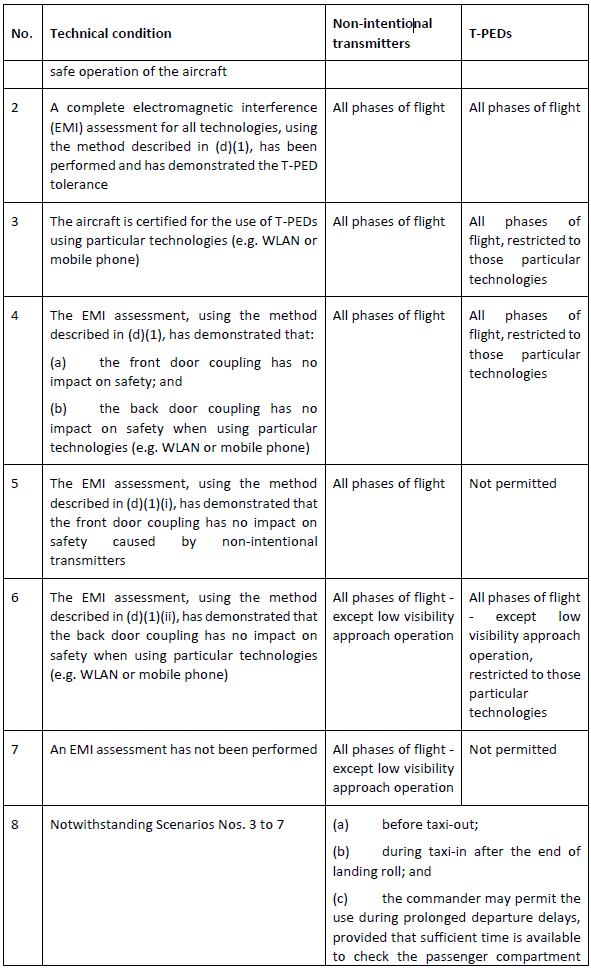 No. Technical condition Non-intentional transmitters T-PEDs
safe operation of the aircraft
2
A complete electromagnetic interference
(EMI) assessment for all technologies, using
the method described in (d)(1), has been
performed and has demonstrated the T-PED
tolerance
All phases of flight
All phases of flight
3
The aircraft is certified for the use of T-PEDs
using particular technologies (e.g. WLAN or
mobile phone)
All phases of flight
All phases of
flight, restricted to
those particular
technologies
4
The EMI assessment, using the method
described in (d)(1), has demonstrated that:
(a) the front door coupling has no
impact on safety; and
(b) the back door coupling has no
impact on safety when using particular
technologies (e.g. WLAN or mobile phone)
All phases of flight
All phases of
flight, restricted to
those particular
technologies
5
The EMI assessment, using the method
described in (d)(1)(i), has demonstrated that
the front door coupling has no impact on
safety caused by non-intentional
transmitters
All phases of flight
Not permitted
6
The EMI assessment, using the method
described in (d)(1)(ii), has demonstrated that
the back door coupling has no impact on
safety when using particular technologies
(e.g. WLAN or mobile phone)
All phases of flight -
except low visibility
approach operation
All phases of flight
- except low
visibility approach
operation,
restricted to those
particular
technologies
7
An EMI assessment has not been performed
All phases of flight -
except low visibility
approach operation
Not permitted
8
Notwithstanding Scenarios Nos. 3 to 7
(a) before taxi-out;
(b) during taxi-in after the end of
landing roll; and
(c) the commander may permit the
use during prolonged departure delays,
provided that sufficient time is available
to check the passenger compartment